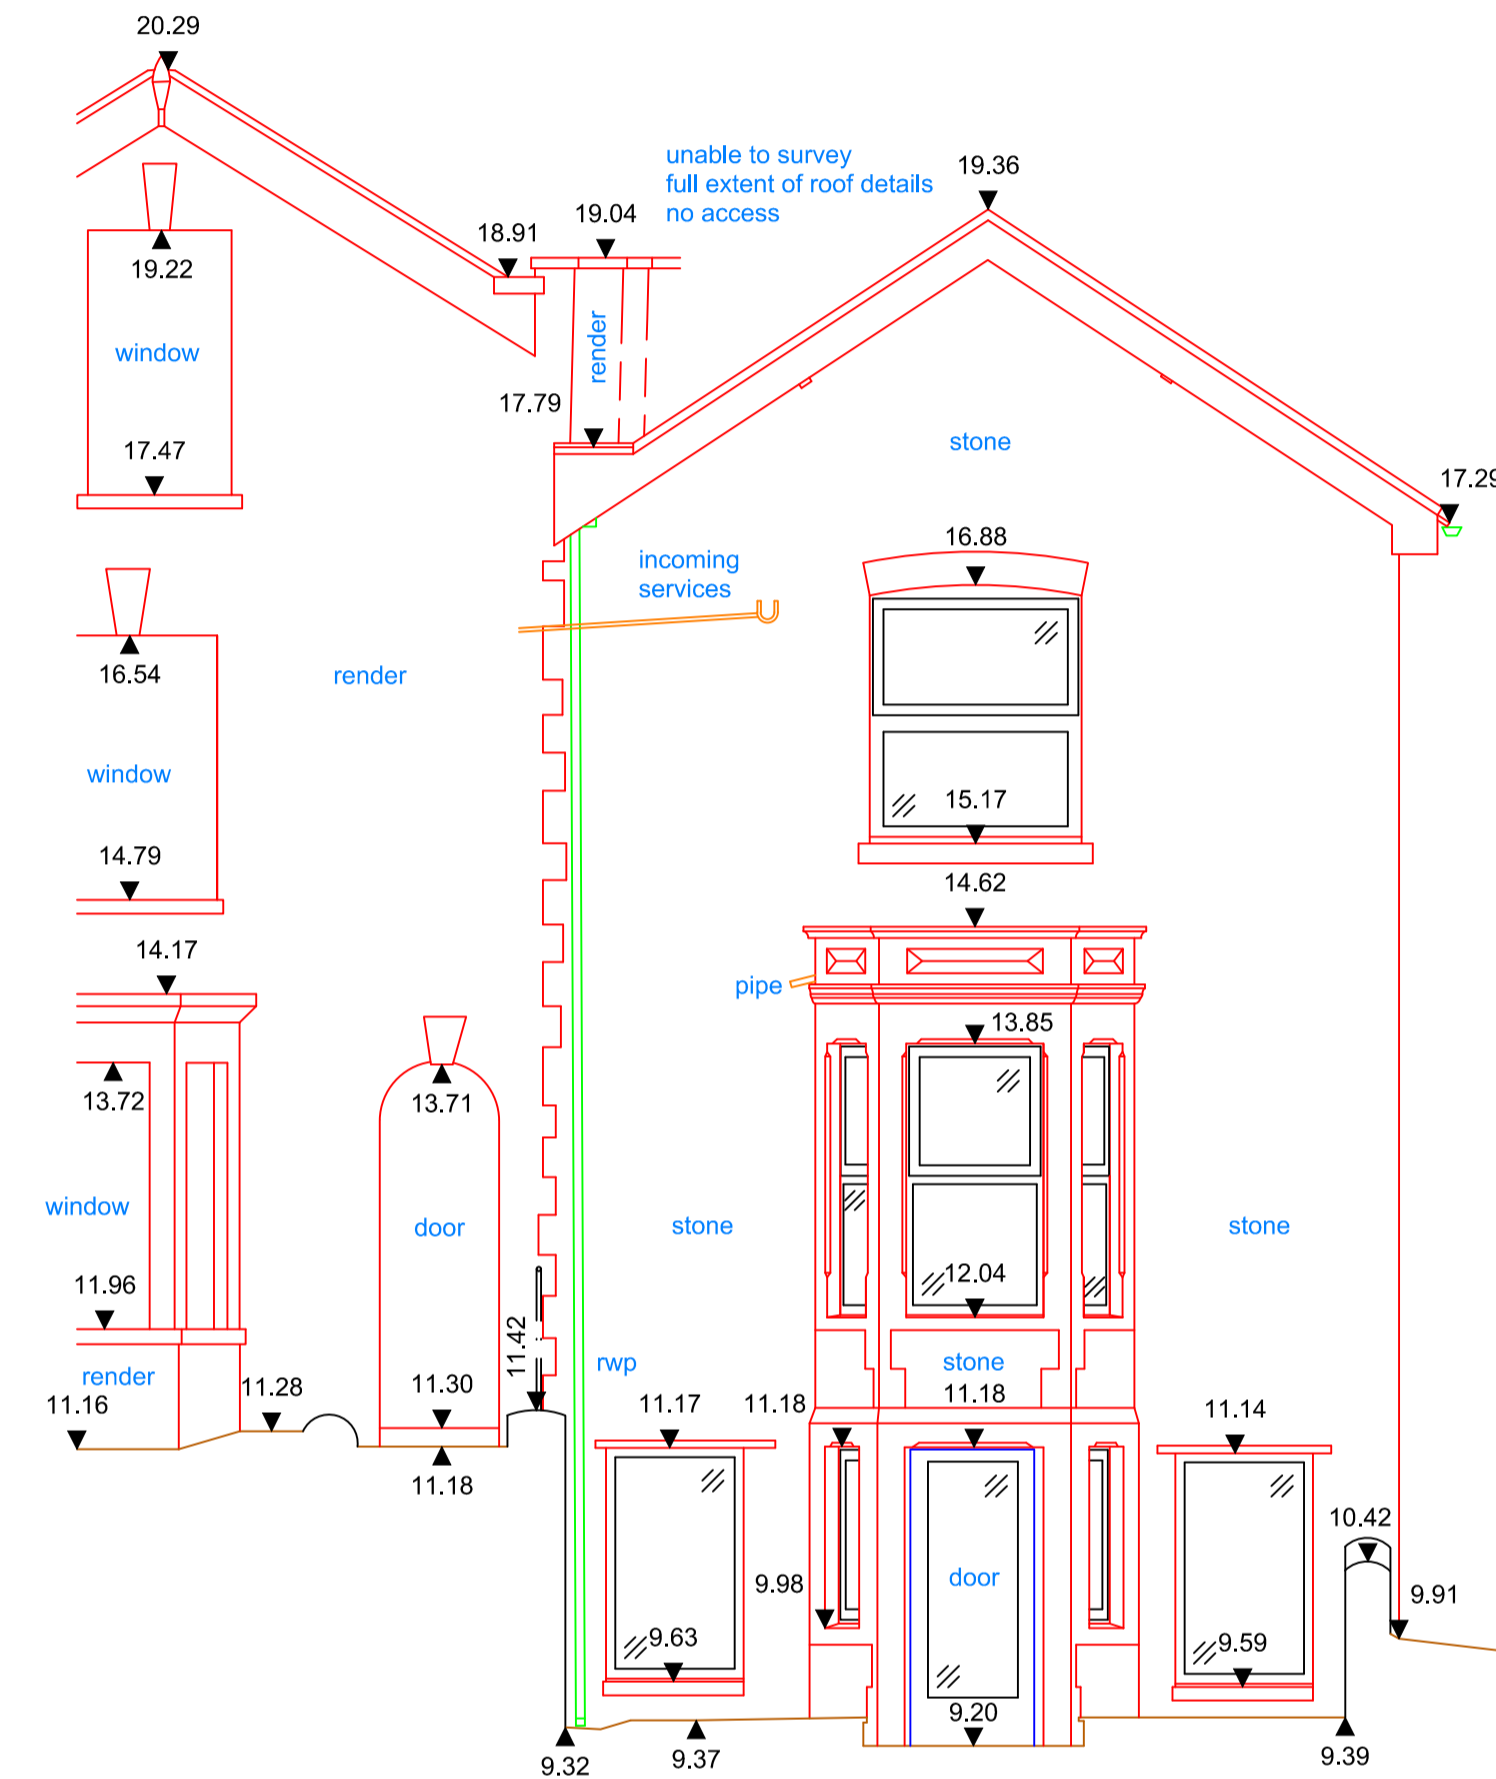 20.29
unable to survey
full extent of roof details
no access
19.36
19.04
18.91
19.22
window
render
17.79
stone
17.47
17.29
16.88
incoming
services
16.54
render
window
15.17
14.79
14.62
14.17
pipe
13.85
13.72
13.71
window
door
stone
stone
11.96
12.04
11.42
rwp
stone
render
11.28
11.30
11.18
11.16
11.17
11.18
11.14
11.18
10.42
9.98
door
9.91
9.63
9.59
9.20
9.32
9.37
9.39